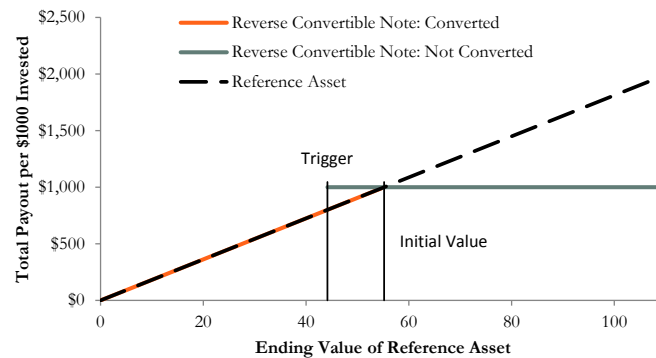 $2,500
$2,000
$1,500
$1,000
$500
$0
Total Payout per $1000 Invested
Reverse Convertible Note: Converted
Reverse Convertible Note: Not Converted
Reference Asset
Trigger
Initial Value
0 20 40 60 80 100
Ending Value of Reference Asset